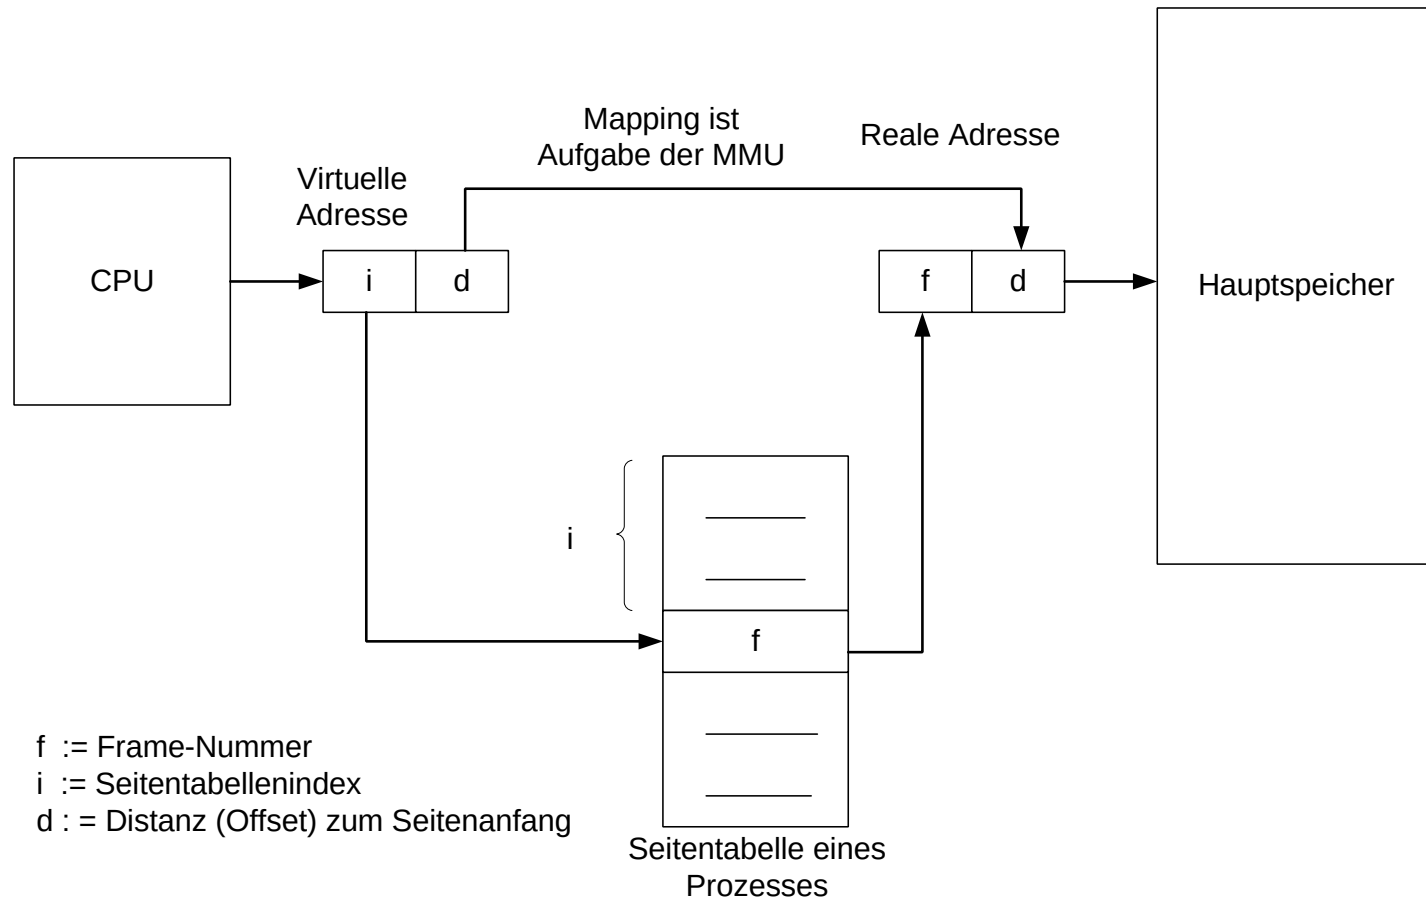 Mapping ist
Aufgabe der MMU
Reale Adresse
Virtuelle
Adresse
CPU
i
d
f
d
Hauptspeicher
i
f
f := Frame-Nummer
i := Seitentabellenindex
d : = Distanz (Offset) zum Seitenanfang
Seitentabelle eines
Prozesses